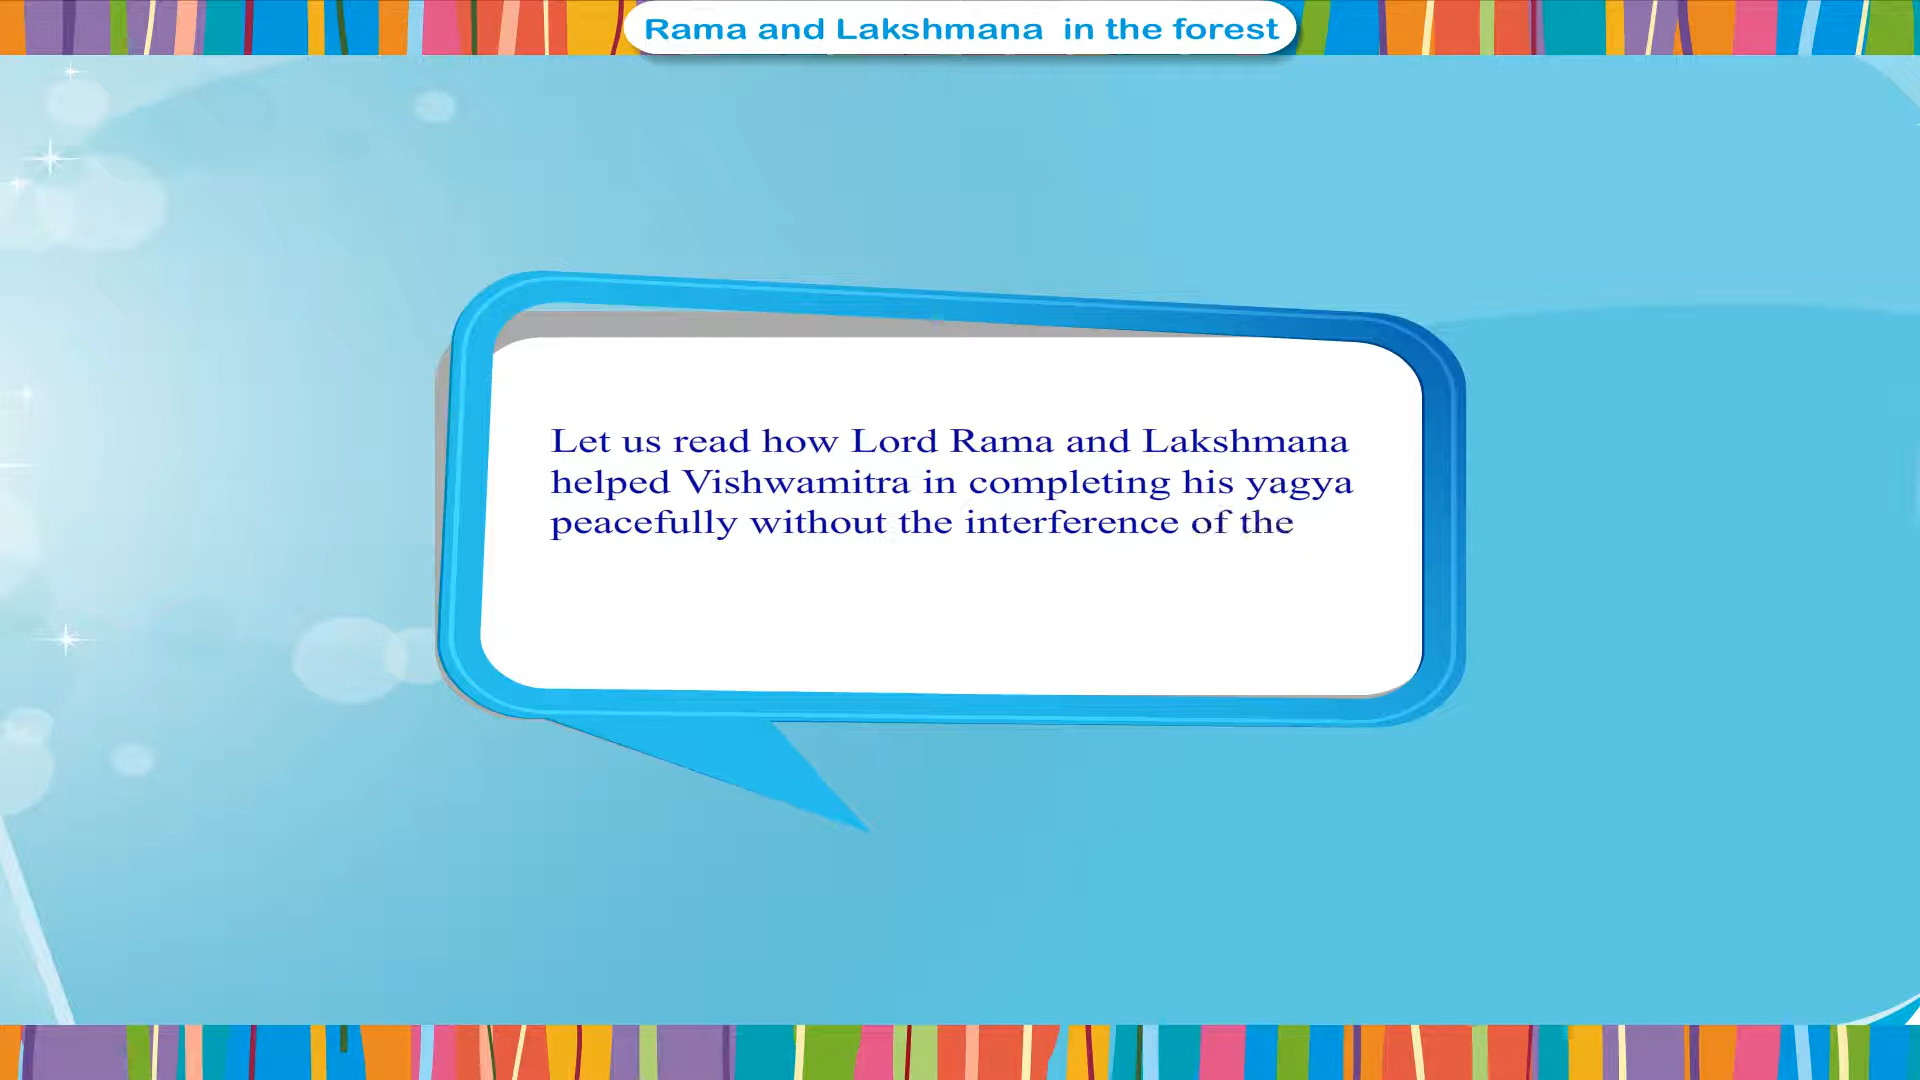 Rama and Lakshmana in the forest
Let us read how Lord Rama and Lakshmana
helped Vishwamitra in completing his yagya
peacefully without the interference of the